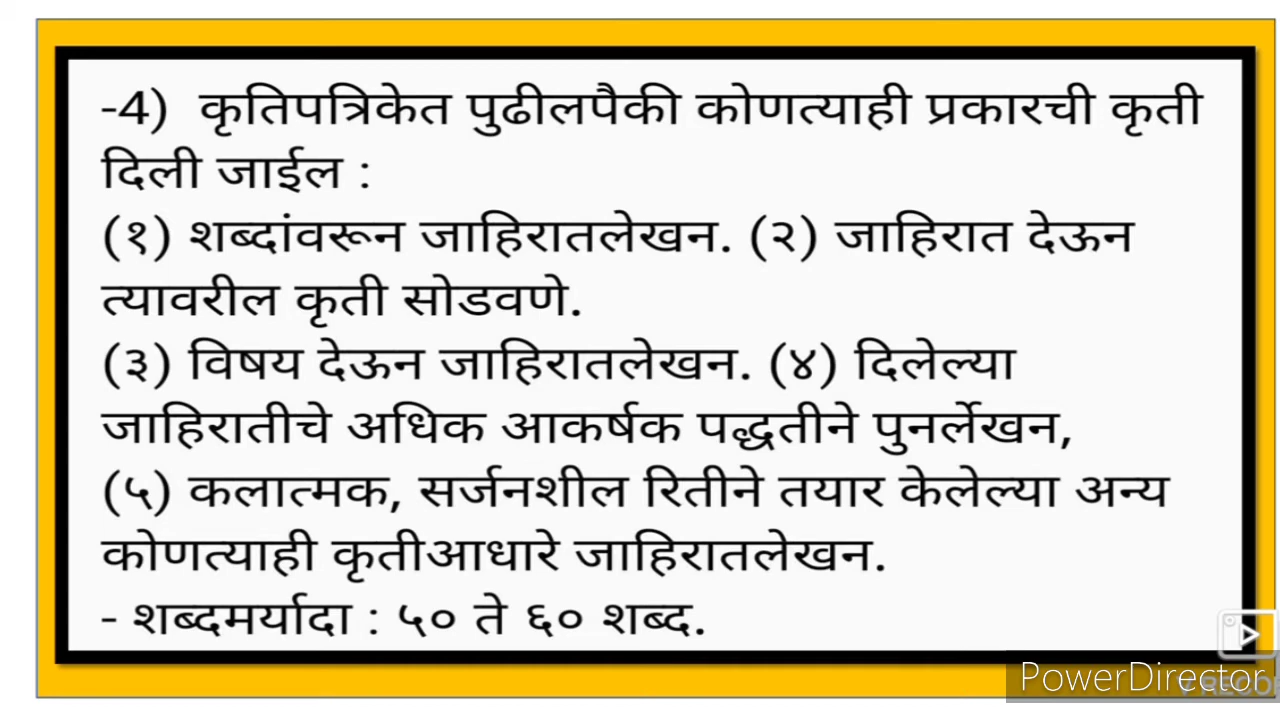 -4) कृतिपत्रिकेत पुढीलपैकी कोणत्याही प्रकारची कृती
दिली जाईल :
(१) शब्दांवरून जाहिरातलेखन. (२) जाहिरात देऊन
त्यावरील कृती सोडवणे.
(३) विषय देऊन जाहिरातलेखन. (४) दिलेल्या
जाहिरातीचे अधिक आकर्षक पद्धतीने पुनर्लेखन,
(५) कलात्मक, सर्जनशील रितीने तयार केलेल्या अन्य
कोणत्याही कृतीआधारे जाहिरातलेखन.
- शब्दमर्यादा : ५० ते ६० शब्द.
PowerDirector